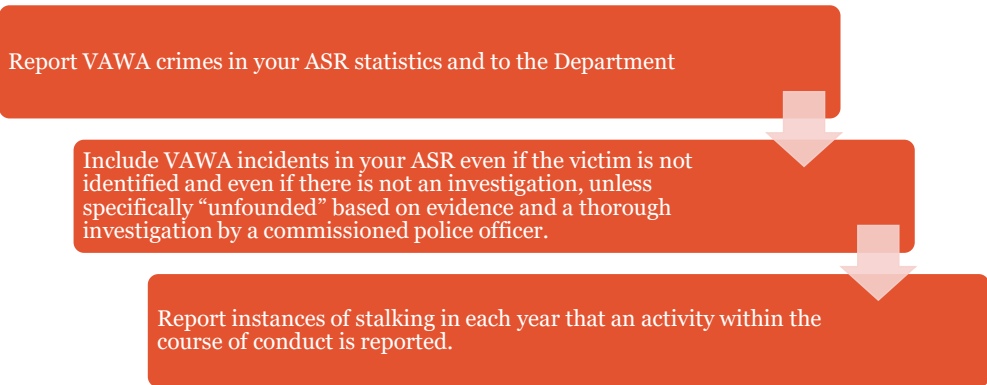 Report VAWA crimes in your ASR statistics and to the Department
Include VAWA incidents in your ASR even if the victim is not
identified and even if there is not an investigation, unless
specifically “unfounded” based on evidence and a thorough
investigation by a commissioned police officer.
Report instances of stalking in each year that an activity within the
course of conduct is reported.